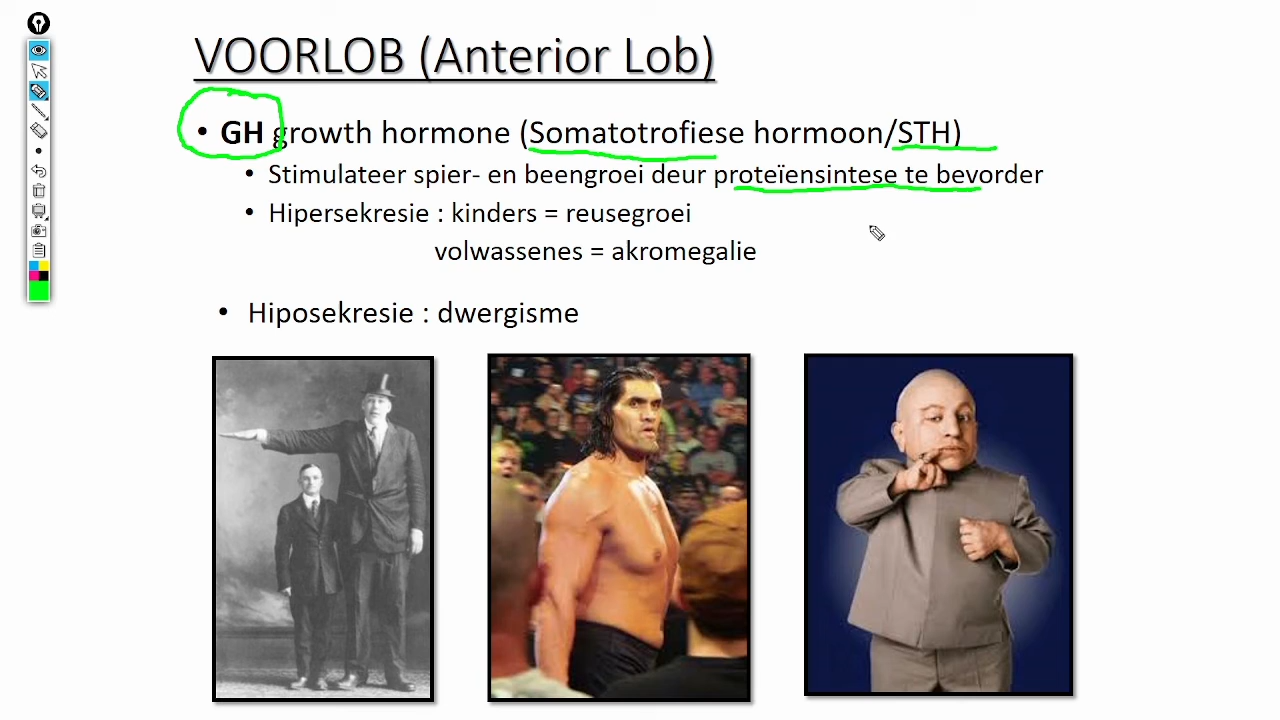 VOORLOB (Anterior Lob)
• GH growth hormone (Somatotrofiese hormoon/STH)
• Stimulateer spier- en beengroei deur proteïensintese te bevorder
• Hipersekresie : kinders = reusegroei
volwassenes = akromegalie
• Hiposekresie : dwergisme